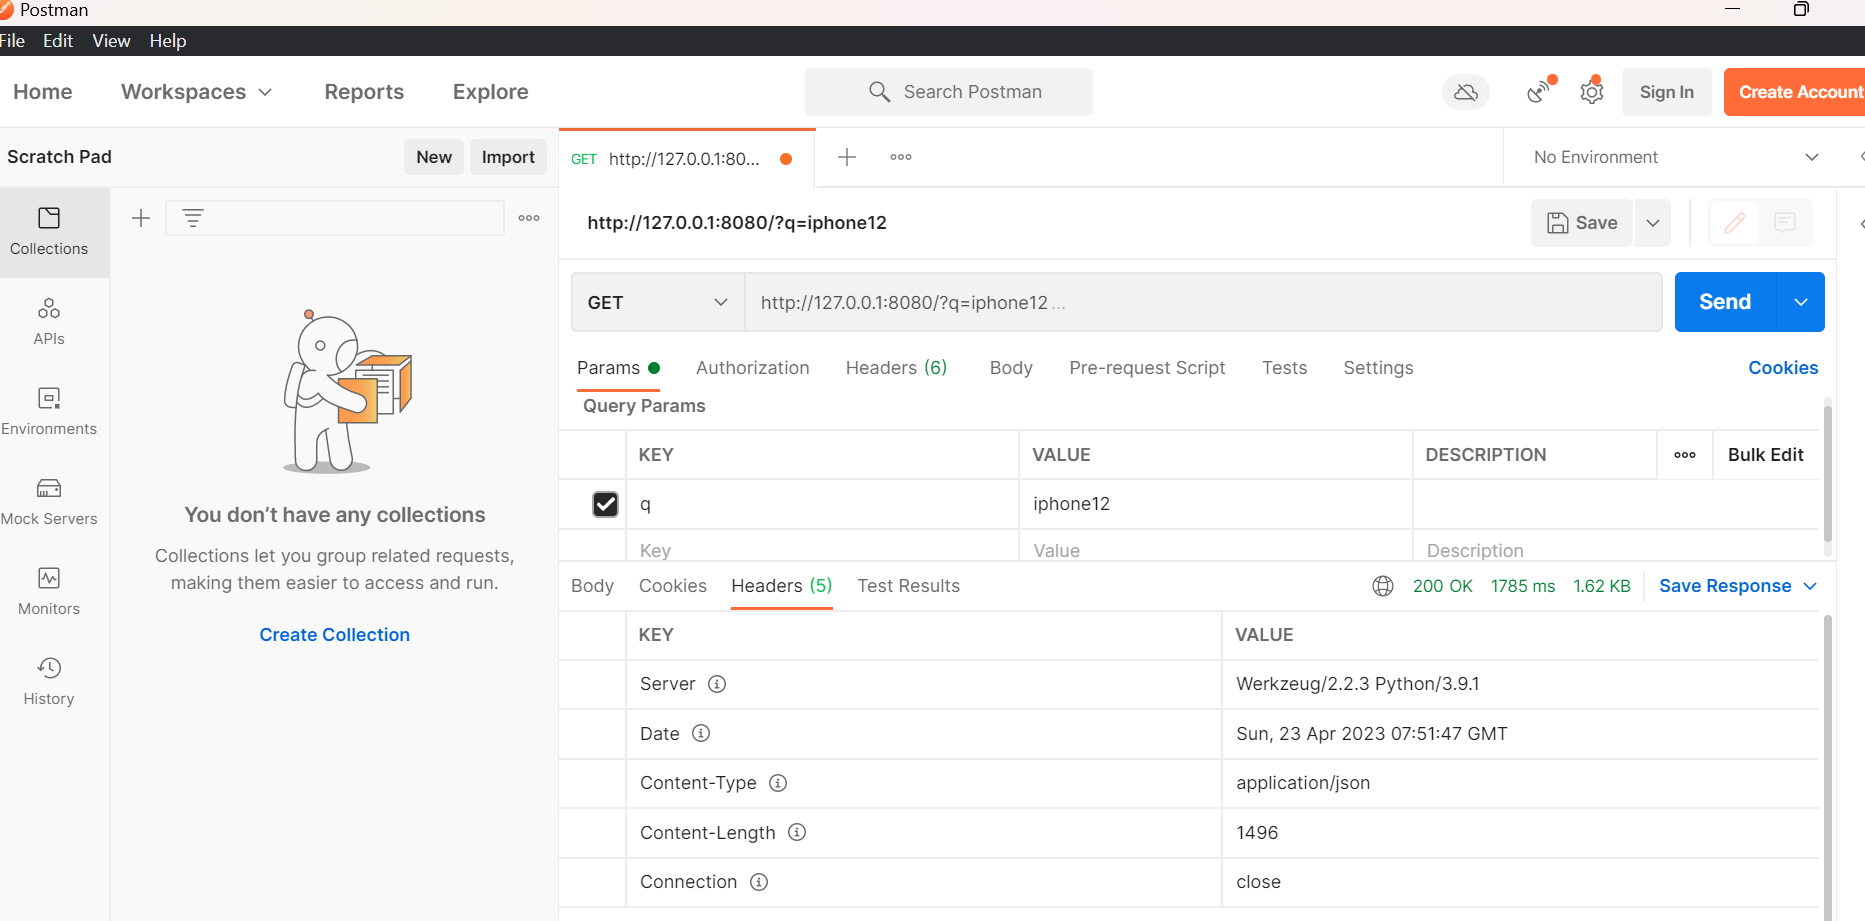 Postman
File Edit View Help
Home Workspaces Reports Explore Search Postman Sign In Create Account
Scratch Pad New Import GET http://127.0.0.1:80... No Environment
Collections
http://127.0.0.1:8080/?q=iphone12 Save
APIs
GET http://127.0.0.1:8080/?q=iphone12 ... Send
Environments
Params Authorization Headers (6) Body Pre-request Script Tests Settings Cookies
Query Params
KEY VALUE DESCRIPTION Bulk Edit
q iphone12
Key Value Description
Mock Servers
You don't have any collections
Collections let you group related requests,
making them easier to access and run.
Create Collection
Monitors
History
Body Cookies Headers (5) Test Results 200 OK 1785 ms 1.62 KB Save Response
KEY VALUE
Server Werkzeug/2.2.3 Python/3.9.1
Date Sun, 23 Apr 2023 07:51:47 GMT
Content-Type application/json
Content-Length 1496
Connection close